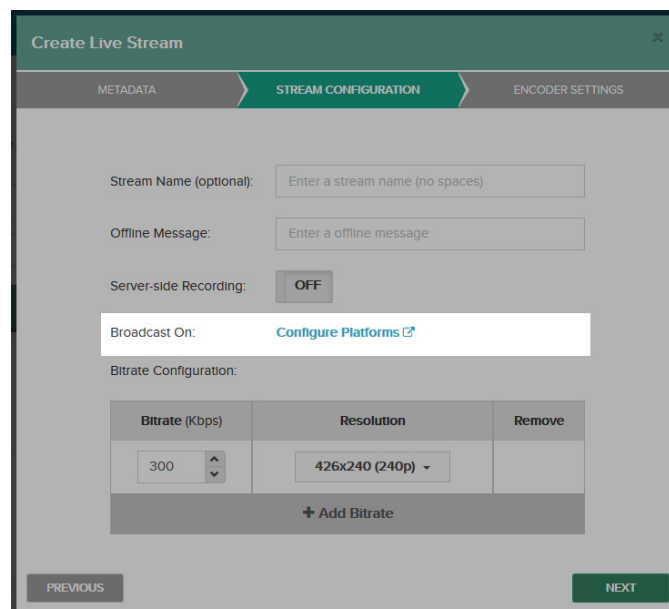 Create Live Stream ×
METADATA STREAM CONFIGURATION ENCODER SETTINGS
Stream Name (optional): Enter a stream name (no spaces)
Offline Message: Enter a offline message
Server-side Recording: OFF
Broadcast On: Configure Platforms
Bitrate Configuration:
Bitrate (Kbps) Resolution Remove
300 426x240 (240p)
+ Add Bitrate
PREVIOUS NEXT